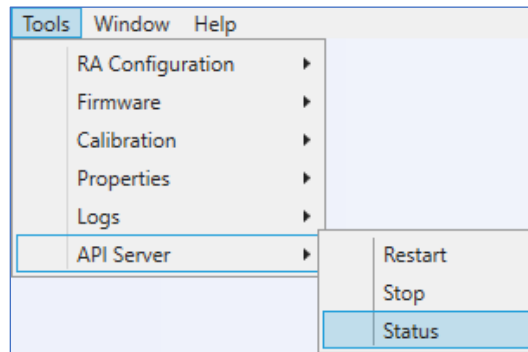 Tools Window Help
RA Configuration
Firmware
Calibration
Properties
Logs
API Server
Restart
Stop
Status